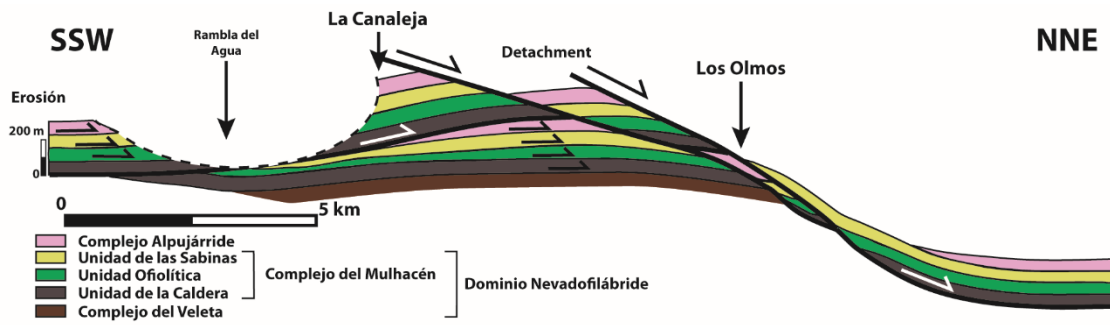 SSW
Rambla del
Agua
La Canaleja
Detachment
Los Olmos
NNE
Erosión
200 m
0
0
5 km
Complejo Alpujárride
Unidad de las Sabinas
Unidad Ofiolítica
Unidad de la Caldera
Complejo del Veleta
Complejo del Mulhacén
Dominio Nevadofilábride